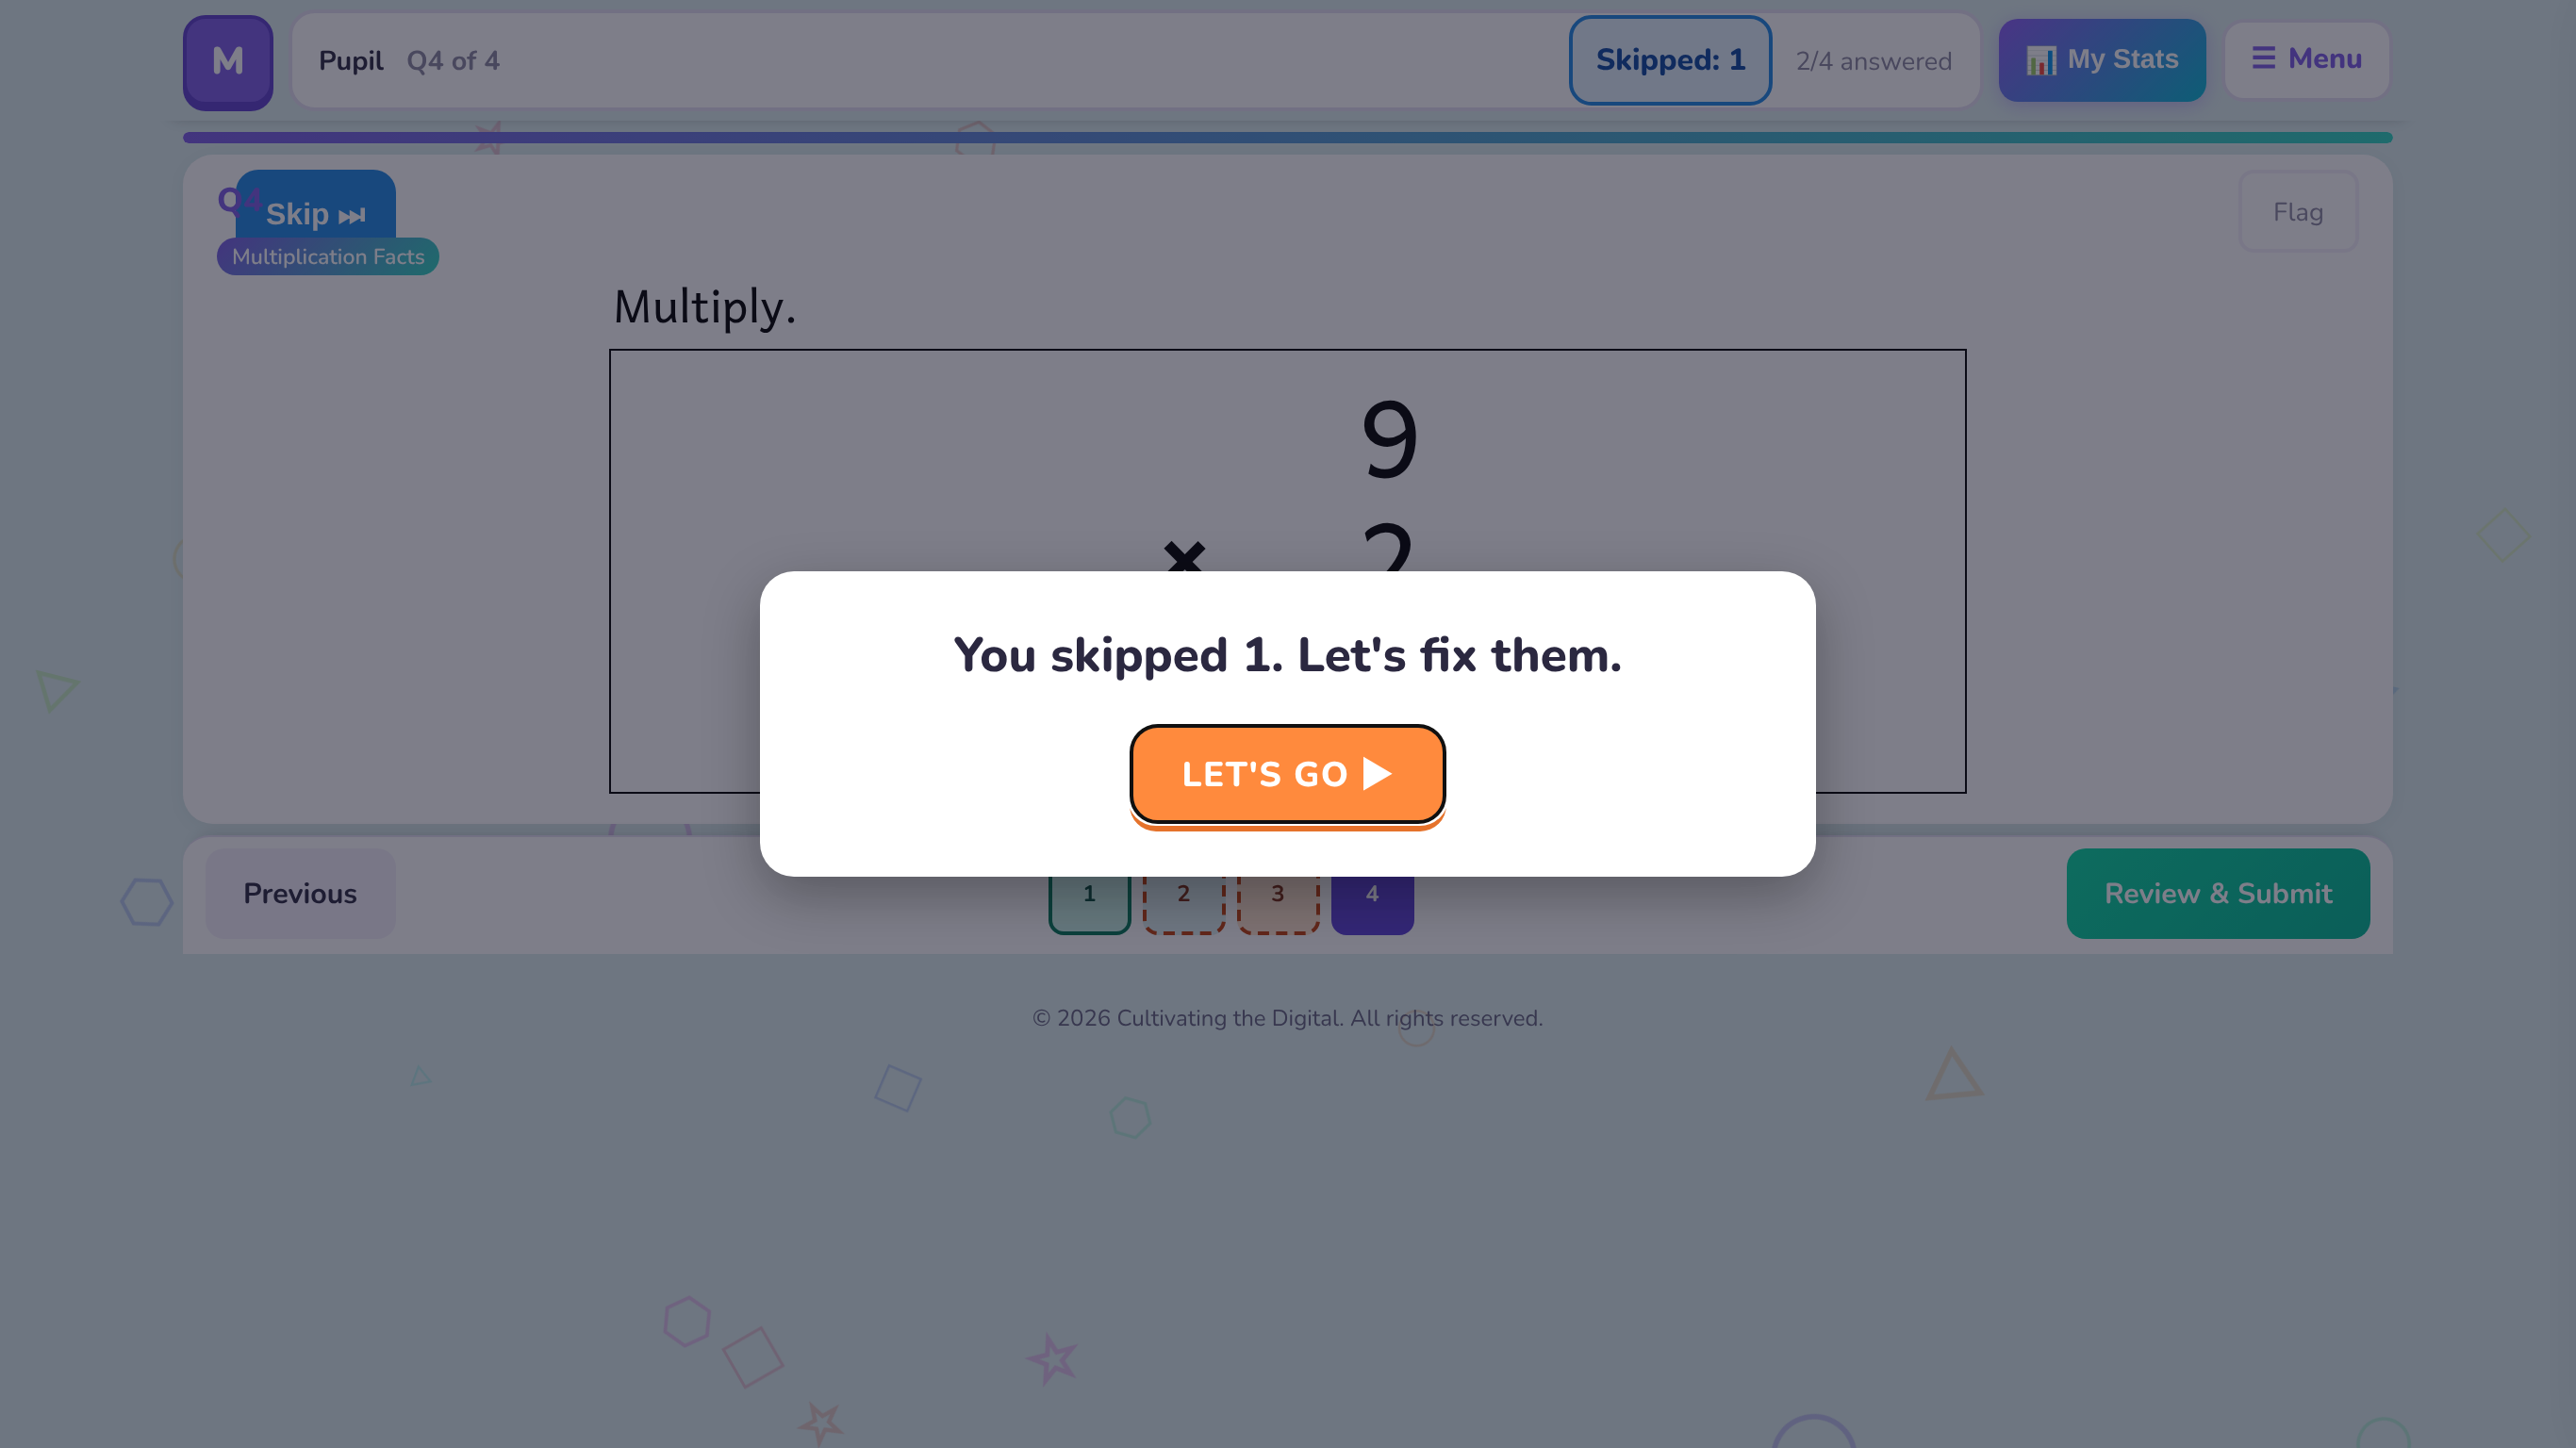 M
Pupil Q4 of 4
Skipped: 1
2/4 answered
My Stats
☰ Menu
Q4
Skip ⏭
Flag
Multiplication Facts
Multiply.
9
× 2
You skipped 1. Let's fix them.
LET'S GO ▶
Previous
1 2 3 4
Review & Submit
© 2026 Cultivating the Digital. All rights reserved.